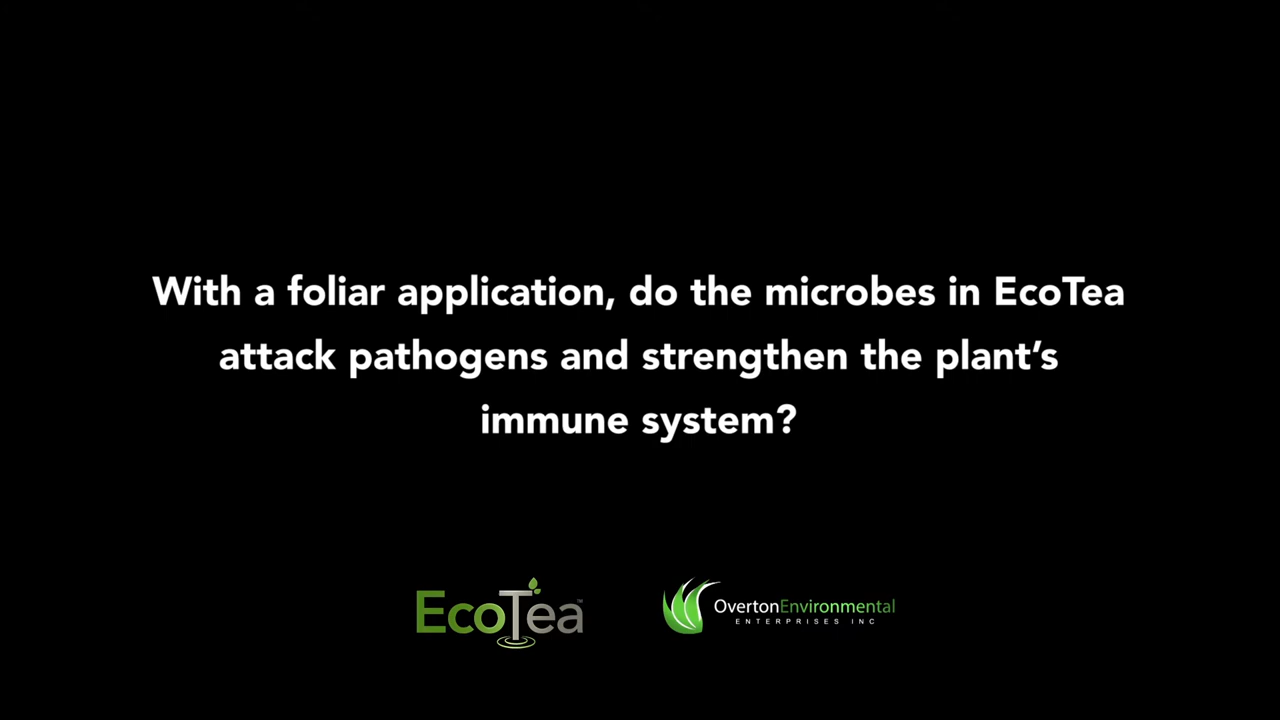 With a foliar application, do the microbes in EcoTea
attack pathogens and strengthen the plant’s
immune system?
EcoTea™
OvertonEnvironmental
ENTERPRISES INC